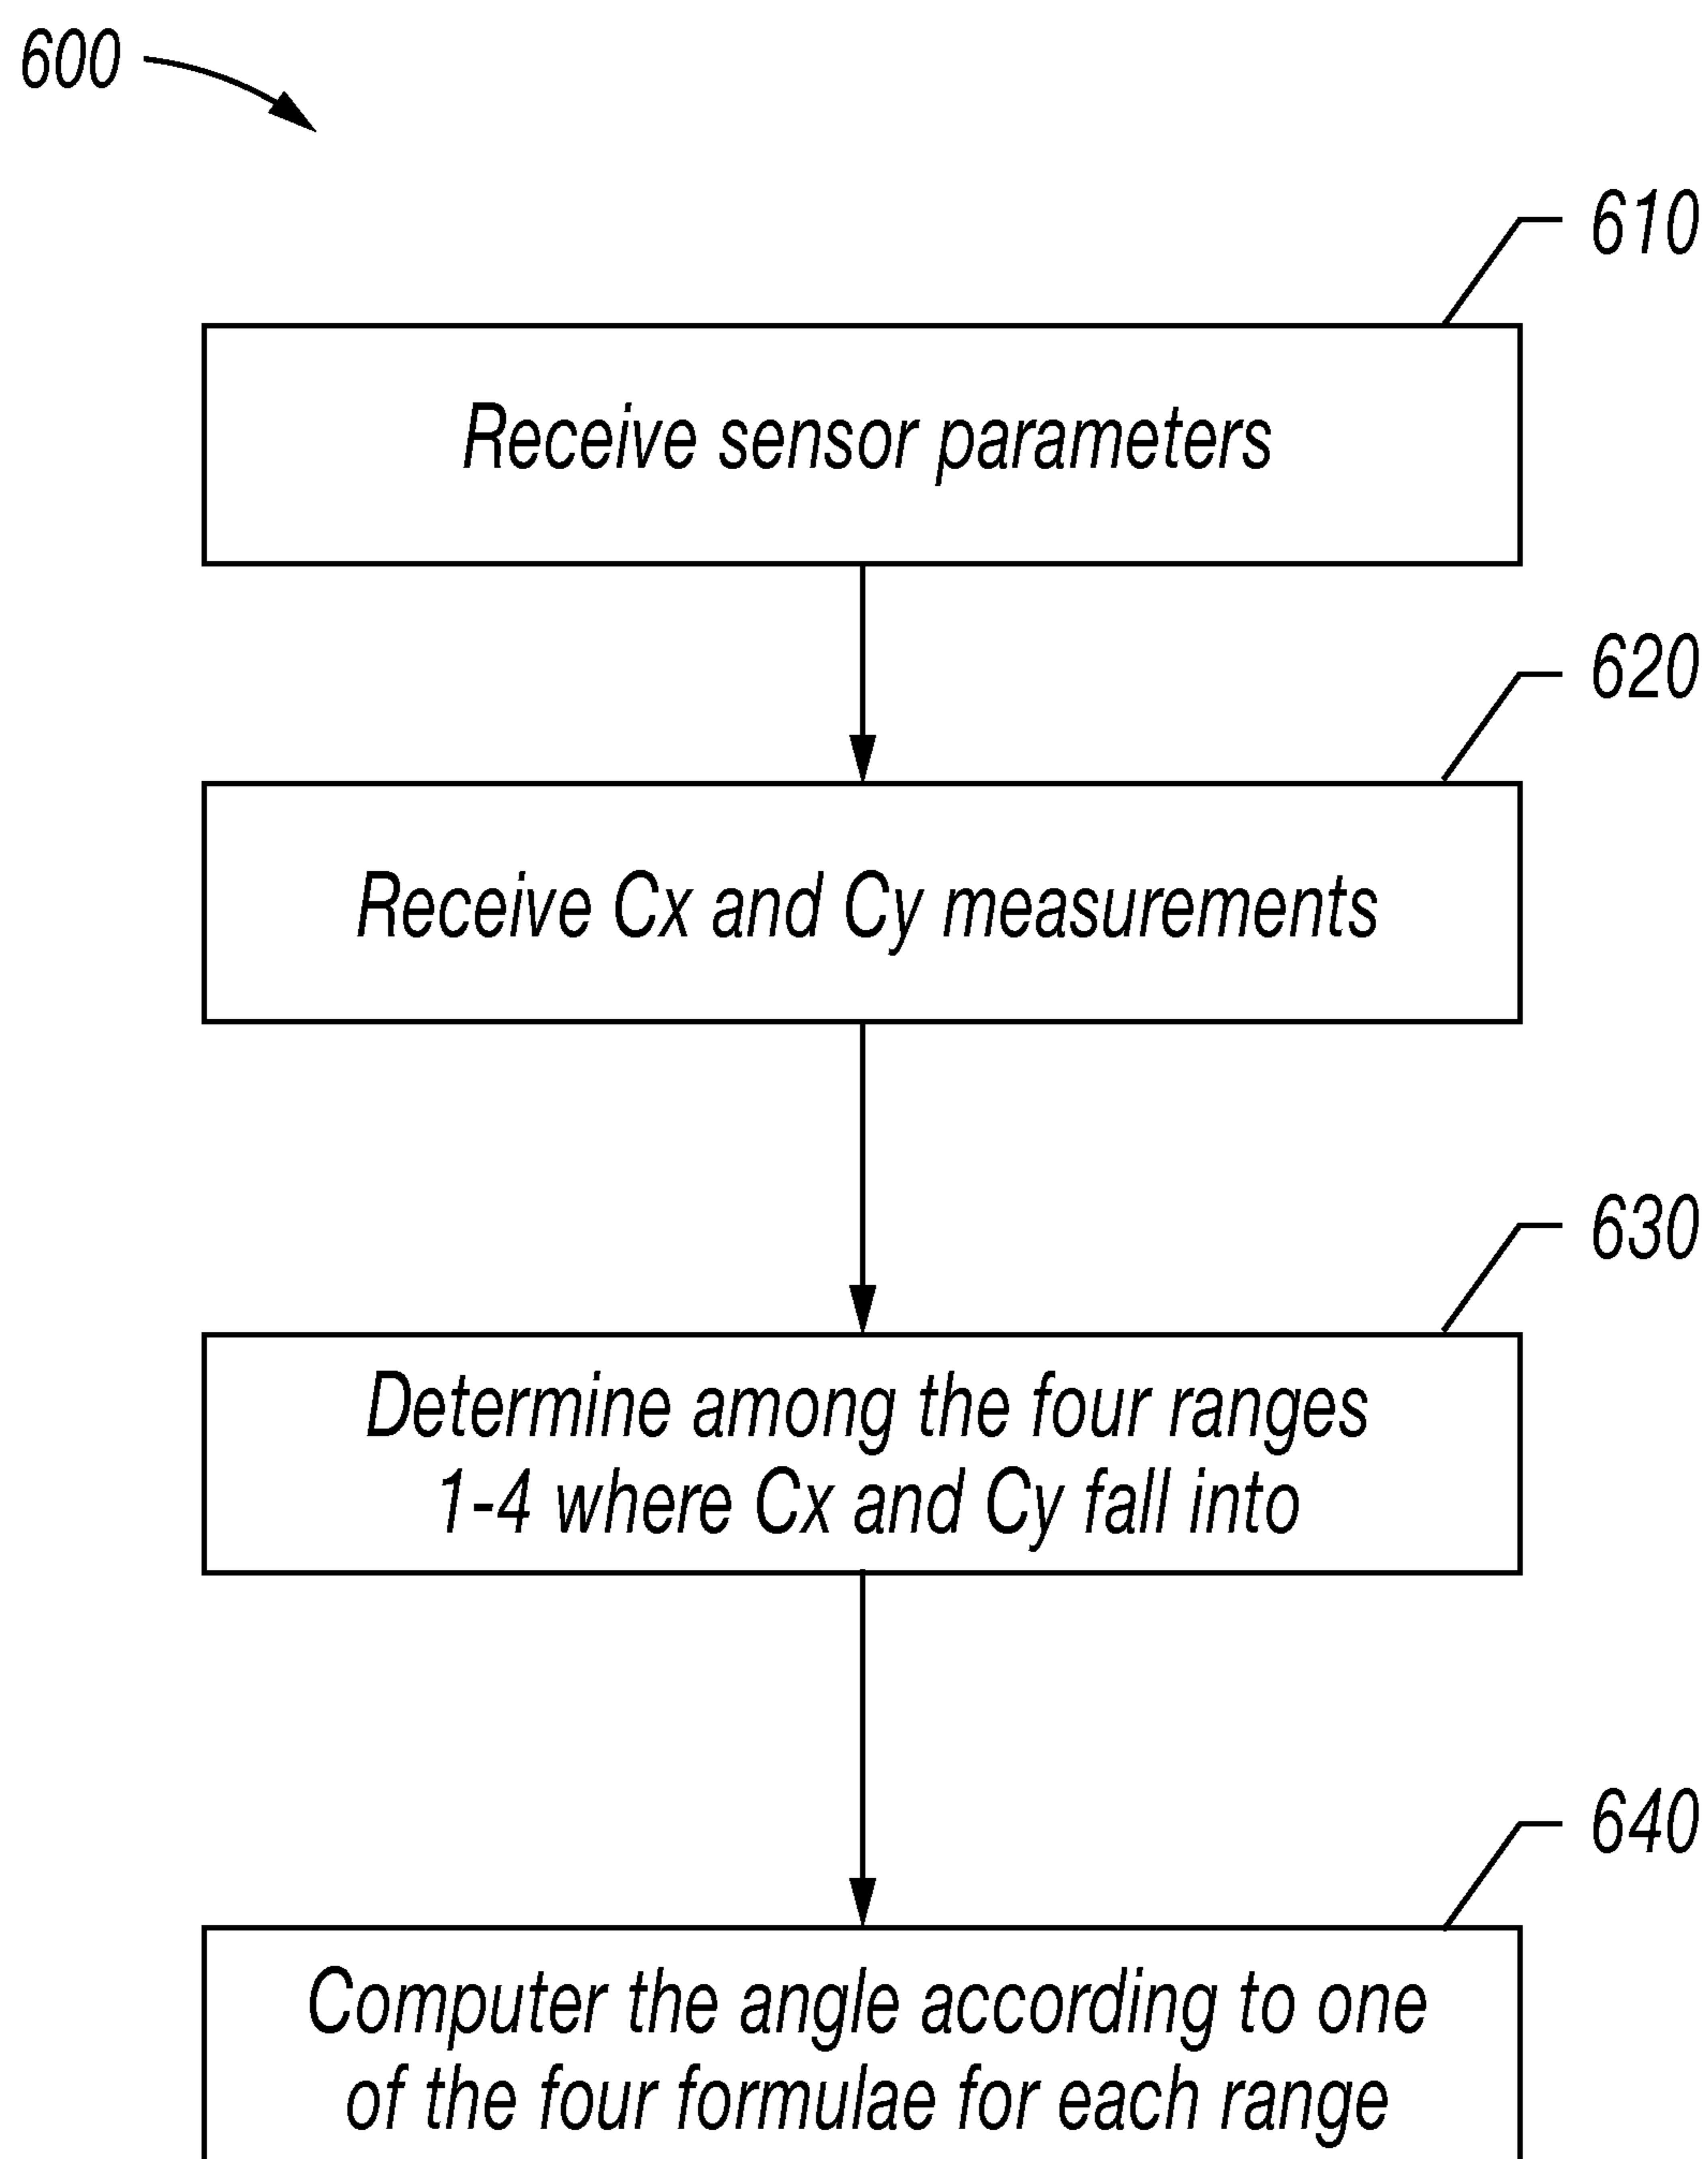 600
610
Receive sensor parameters
620
Receive Cx and Cy measurements
630
Determine among the four ranges
1-4 where Cx and Cy fall into
640
Computer the angle according to one
of the four formulae for each range